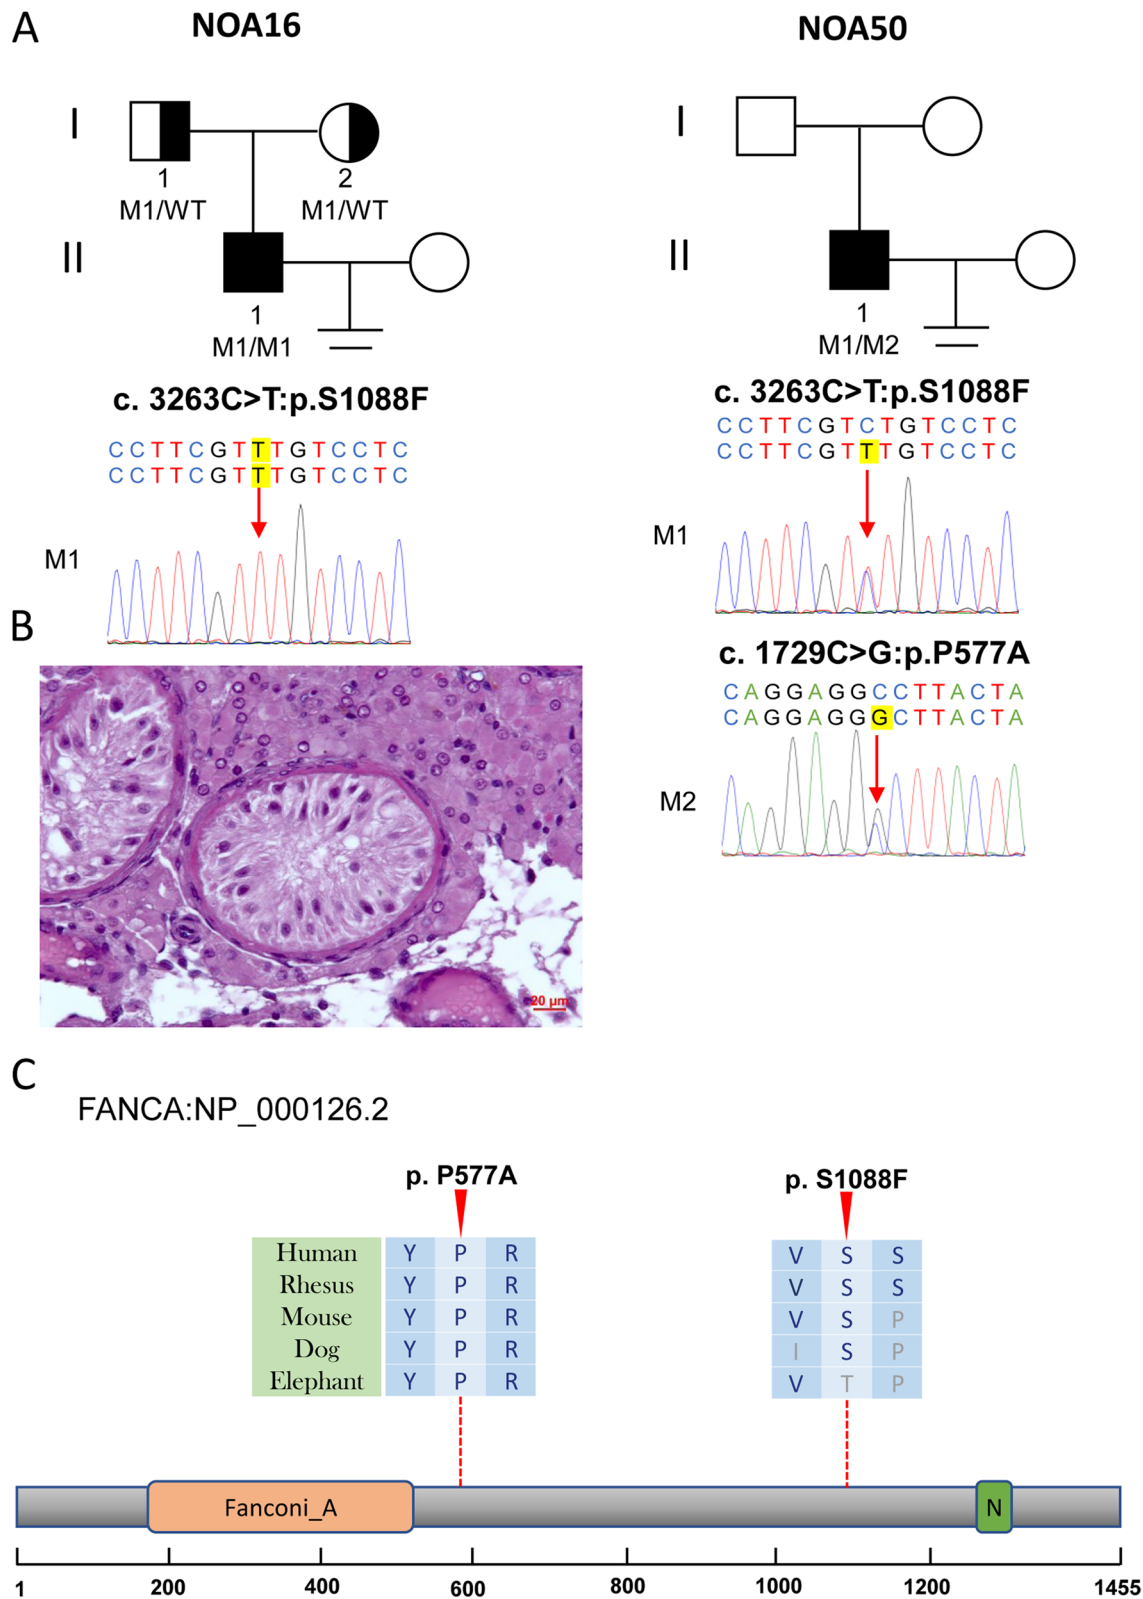 A
NOA16
NOA50
I
1
2
M1/WT
M1/WT
II
1
M1/M1
I
II
1
M1/M2
c. 3263C>T:p.S1088F
CCTTCGTTTGTCCTC
CCTTCGTTTGTCCTC
M1
c. 3263C>T:p.S1088F
CCTTCGTCTGTCCTC
CCTTCGTTTGTCCTC
M1
c. 1729C>G:p.P577A
CAGGAGGCCTTACTA
CAGGAGGGCTTACTA
M2
B
20 μm
C
FANCA:NP_000126.2
p. P577A
p. S1088F
Human Y P R V S S
Rhesus Y P R V S S
Mouse Y P R V S P
Dog Y P R I S P
Elephant Y P R V T P
Fanconi_A
N
1 200 400 600 800 1000 1200 1455